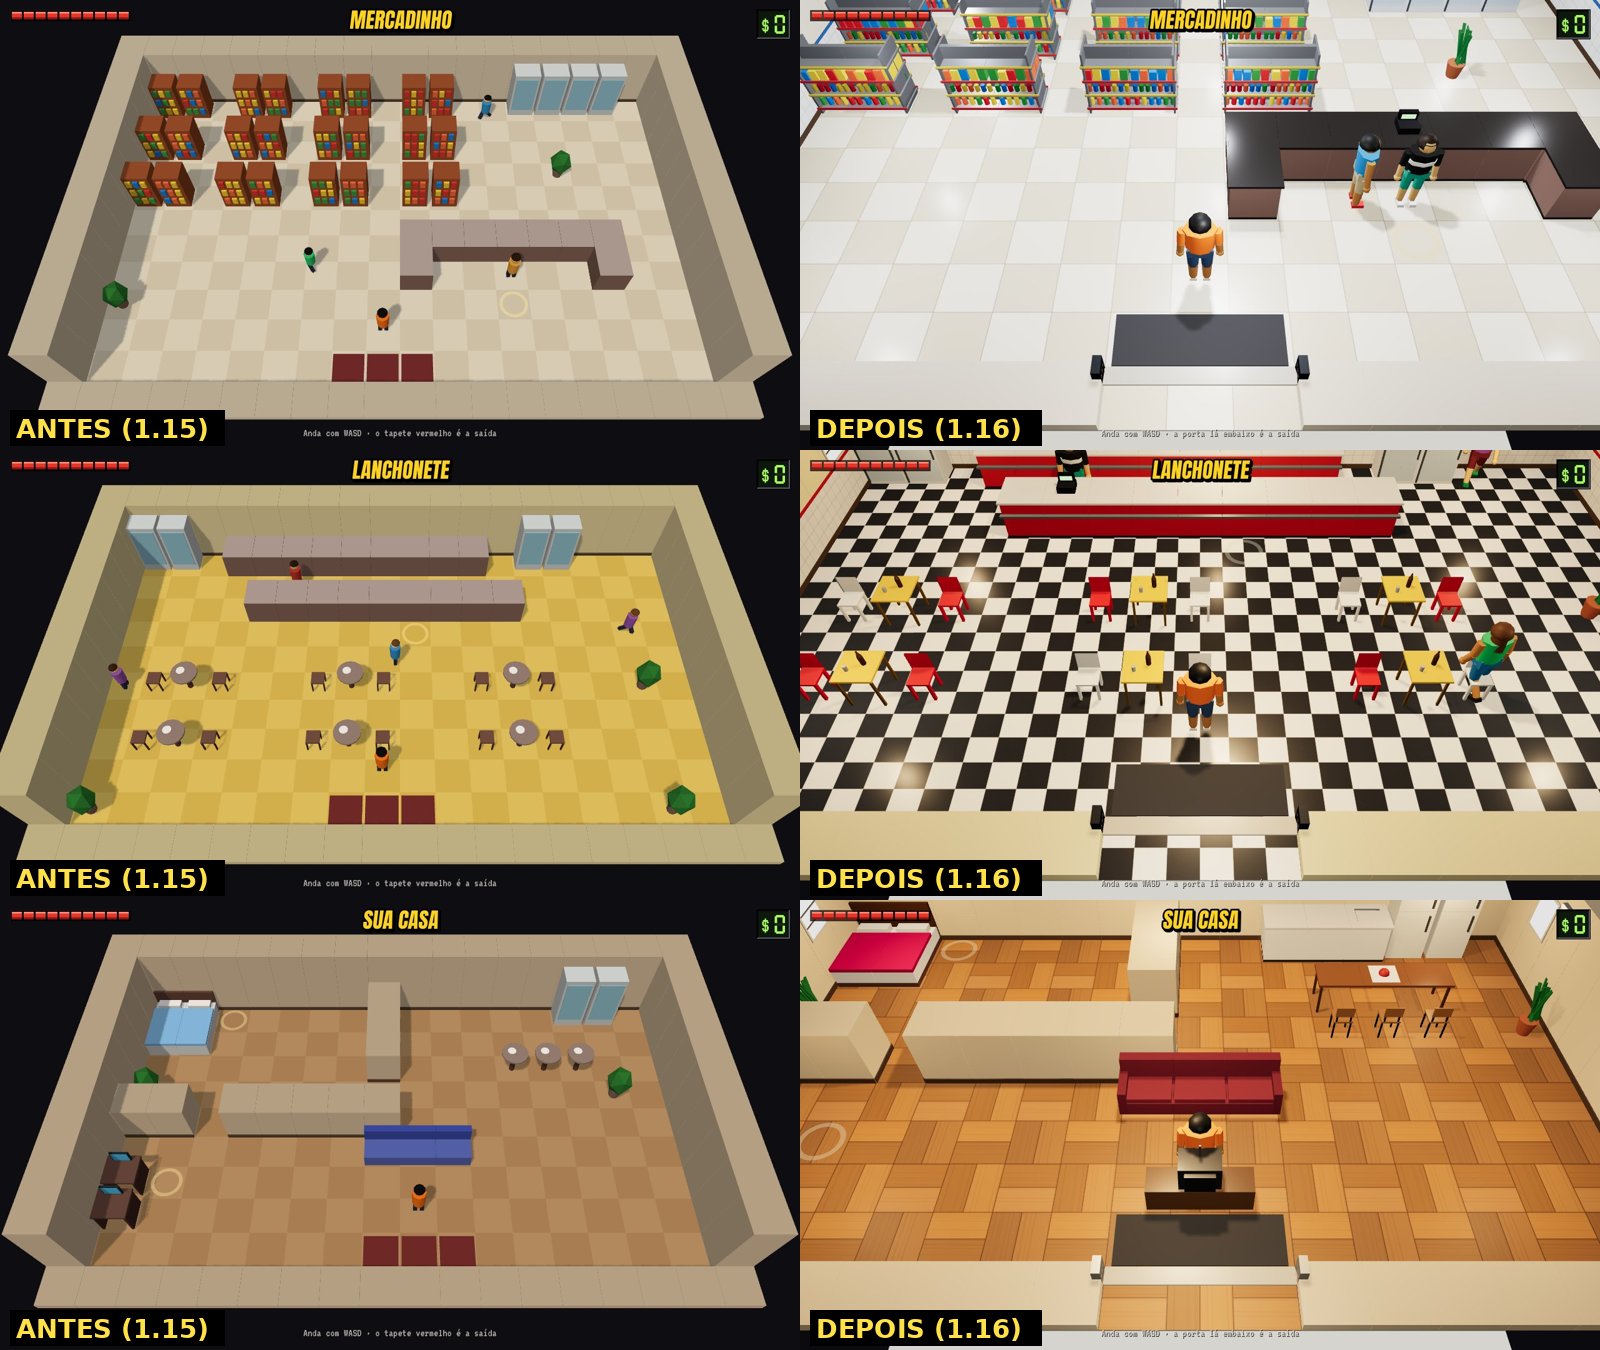 MERCADINHO
$0
ANTES (1.15)
Anda com WASD · o tapete vermelho é a saída
MERCADINHO
$0
DEPOIS (1.16)
Anda com WASD · a porta lá embaixo é a saída
LANCHONETE
$0
ANTES (1.15)
Anda com WASD · o tapete vermelho é a saída
LANCHONETE
$0
DEPOIS (1.16)
Anda com WASD · a porta lá embaixo é a saída
SUA CASA
$0
ANTES (1.15)
Anda com WASD · o tapete vermelho é a saída
SUA CASA
$0
DEPOIS (1.16)
Anda com WASD · a porta lá embaixo é a saída